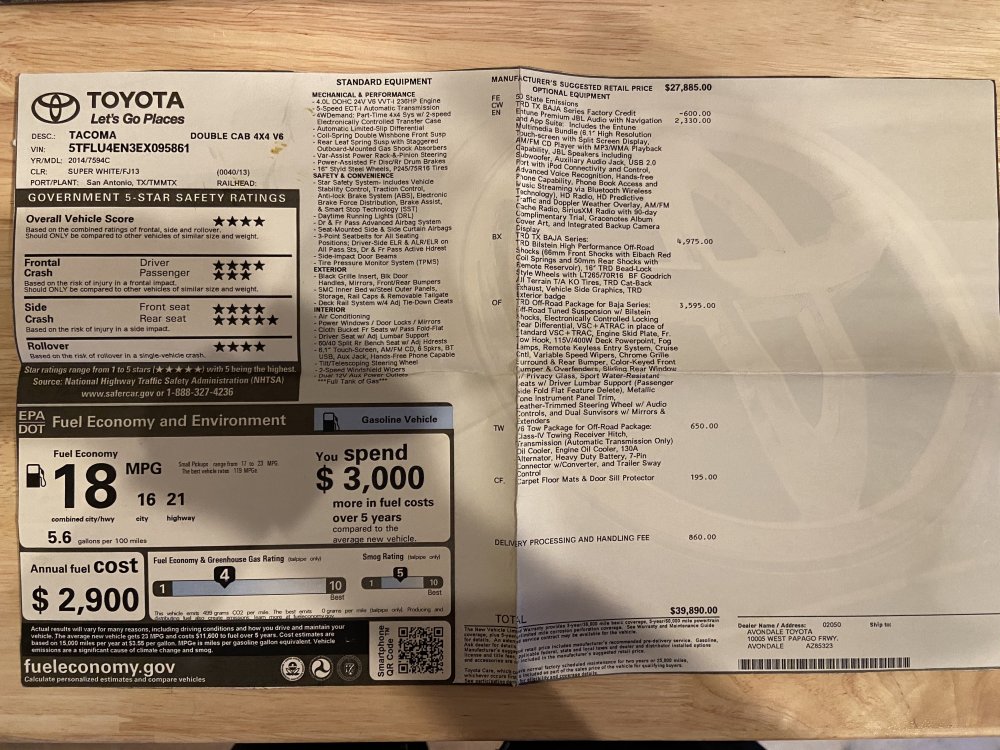 TOYOTA
Let's Go Places
DESC.: TACOMA DOUBLE CAB 4X4 V6
VIN: 5TFLU4EN3EX095861
YR/MDL: 2014/7594C
CLR: SUPER WHITE/FJ13 (0040/13)
PORT/PLANT: San Antonio, TX/TMMTX RAILHEAD:
GOVERNMENT 5-STAR SAFETY RATINGS
Overall Vehicle Score ★★★★
Based on the combined ratings of frontal, side and rollover.
Should ONLY be compared to other vehicles of similar size and weight.
Frontal Driver ★★★★
Crash Passenger ★★★
Based on the risk of injury in a frontal impact.
Should ONLY be compared to other vehicles of similar size and weight.
Side Front seat ★★★★
Crash Rear seat ★★★★★
Based on the risk of injury in a side impact.
Rollover ★★★★
Based on the risk of rollover in a single-vehicle crash.
Star ratings range from 1 to 5 stars (★★★★★) with 5 being the highest.
Source: National Highway Traffic Safety Administration (NHTSA)
www.safercar.gov or 1-888-327-4236
EPA
DOT Fuel Economy and Environment
Gasoline Vehicle
Fuel Economy
18 MPG
Small Pickups range from 17 to 23 MPG.
The best vehicle rates 119 MPGe.
16 21
combined city/hwy city highway
5.6 gallons per 100 miles
You spend
$ 3,000
more in fuel costs
over 5 years
compared to the
average new vehicle.
Annual fuel cost
$ 2,900
Fuel Economy & Greenhouse Gas Rating (tailpipe only)
1 4 10
Best
Smog Rating (tailpipe only)
1 5 10
Best
This vehicle emits 499 grams CO2 per mile. The best emits 0 grams per mile (tailpipe only). Producing and
Actual results will vary for many reasons, including driving conditions and how you drive and maintain your
vehicle. The average new vehicle gets 23 MPG and costs $11,600 to fuel over 5 years. Cost estimates are
based on 15,000 miles per year at $3.55 per gallon. MPGe is miles per gasoline gallon equivalent. Vehicle
emissions are a significant cause of climate change and smog.
fueleconomy.gov
Calculate personalized estimates and compare vehicles
Smartphone
QR Code™
STANDARD EQUIPMENT
MECHANICAL & PERFORMANCE
- 4.0L DOHC 24V V6 VVT-i 236HP Engine
- 5-Speed ECT-i Automatic Transmission
- 4WDemand: Part-Time 4x4 Sys w/ 2-speed
Electronically Controlled Transfer Case
- Automatic Limited-Slip Differential
- Coil-Spring Double Wishbone Front Susp
- Rear Leaf Spring Susp with Staggered
Outboard-Mounted Gas Shock Absorbers
- Var-Assist Power Rack-&-Pinion Steering
- Power-Assisted Fr Disc/Rr Drum Brakes
- 16" Styld Steel Wheels, P245/75R16 Tires
SAFETY & CONVENIENCE
- Star Safety System- Includes Vehicle
Stability Control, Traction Control,
Anti-lock Brake System (ABS), Electronic
Brake Force Distribution, Brake Assist,
& Smart Stop Technology (SST)
- Daytime Running Lights (DRL)
- Dr & Fr Pass Advanced Airbag System
- Seat-Mounted Side & Side Curtain Airbags
- 3-Point Seatbelts for All Seating
Positions; Driver-Side ELR & ALR/ELR on
All Pass Sts, Dr & Fr Pass Active Hdrest
- Side-Impact Door Beams
- Tire Pressure Monitor System (TPMS)
EXTERIOR
- Black Grille Insert, Blk Door
Handles, Mirrors, Front/Rear Bumpers
- SMC Inner Bed w/Steel Outer Panels,
Storage, Rail Caps & Removable Tailgate
- Deck Rail System w/4 Adj Tie-Down Cleats
INTERIOR
- Air Conditioning
- Power Windows / Door Locks / Mirrors
- Cloth Bucket Fr Seats w/ Pass Fold-Flat
- Driver Seat w/ Adj Lumbar Support
- 60/40 Split Rr Bench Seat w/ Adj Hdrests
- 6.1" Touch-Screen, AM/FM CD, 6 Spkrs, BT
USB, Aux Jack, Hands-Free Phone Capable
- Tilt/Telescoping Steering Wheel
- 2-Speed Windshield Wipers
- Dual 12V Aux Power Outlets
***Full Tank of Gas***
MANUFACTURER'S SUGGESTED RETAIL PRICE $27,885.00
OPTIONAL EQUIPMENT
FE 50 State Emissions
CW TRD TX BAJA Series Factory Credit -600.00
EN Entune Premium JBL Audio with Navigation 2,330.00
and App Suite: Includes the Entune
Multimedia Bundle (6.1" High Resolution
Touch-screen with Split Screen Display,
AM/FM CD Player with MP3/WMA Playback
Capability, JBL Speakers including
Subwoofer, Auxiliary Audio Jack, USB 2.0
Port with iPod Connectivity and Control,
Advanced Voice Recognition, Hands-free
Phone Capability, Phone Book Access and
Music Streaming via Bluetooth Wireless
Technology), HD Radio, HD Predictive
Traffic and Doppler Weather Overlay, AM/FM
Cache Radio, SiriusXM Radio with 90-day
Complimentary Trial, Gracenotes Album
Cover Art, and Integrated Backup Camera
Display
BX TRD TX BAJA Series: 4,975.00
TRD Bilstein High Performance Off-Road
Shocks (66mm Front Shocks with Eibach Red
Coil Springs and 50mm Rear Shocks with
Remote Reservoir), 16" TRD Bead-Lock
Style Wheels with LT265/70R16 BF Goodrich
All Terrain T/A KO Tires, TRD Cat-Back
Exhaust, Vehicle Side Graphics, TRD
Exterior badge
OF TRD Off-Road Package for Baja Series: 3,595.00
Off-Road Tuned Suspension w/ Bilstein
Shocks, Electronically Controlled Locking
Rear Differential, VSC + ATRAC in place of
Standard VSC + TRAC, Engine Skid Plate, Fr
Tow Hook, 115V/400W Deck Powerpoint, Fog
Lamps, Remote Keyless Entry System, Cruise
Cntl, Variable Speed Wipers, Chrome Grille
Surround & Rear Bumper, Color-Keyed Front
Bumper & Overfenders, Sliding Rear Window
w/ Privacy Glass, Sport Water-Resistant
Seats w/ Driver Lumbar Support (Passenger
Side Fold Flat Feature Delete), Metallic
Tone Instrument Panel Trim,
Leather-Trimmed Steering Wheel w/ Audio
Controls, and Dual Sunvisors w/ Mirrors &
Extenders
TW V6 Tow Package for Off-Road Package: 650.00
Class-IV Towing Receiver Hitch,
Transmission (Automatic Transmission Only)
Oil Cooler, Engine Oil Cooler, 130A
Alternator, Heavy Duty Battery, 7-Pin
Connector w/Converter, and Trailer Sway
Control
CF. Carpet Floor Mats & Door Sill Protector 195.00
DELIVERY PROCESSING AND HANDLING FEE 860.00
TOTAL $39,890.00
Dealer Name / Address: 02050 Ship to:
AVONDALE TOYOTA
10005 WEST PAPAGO FRWY.
AVONDALE AZ85323